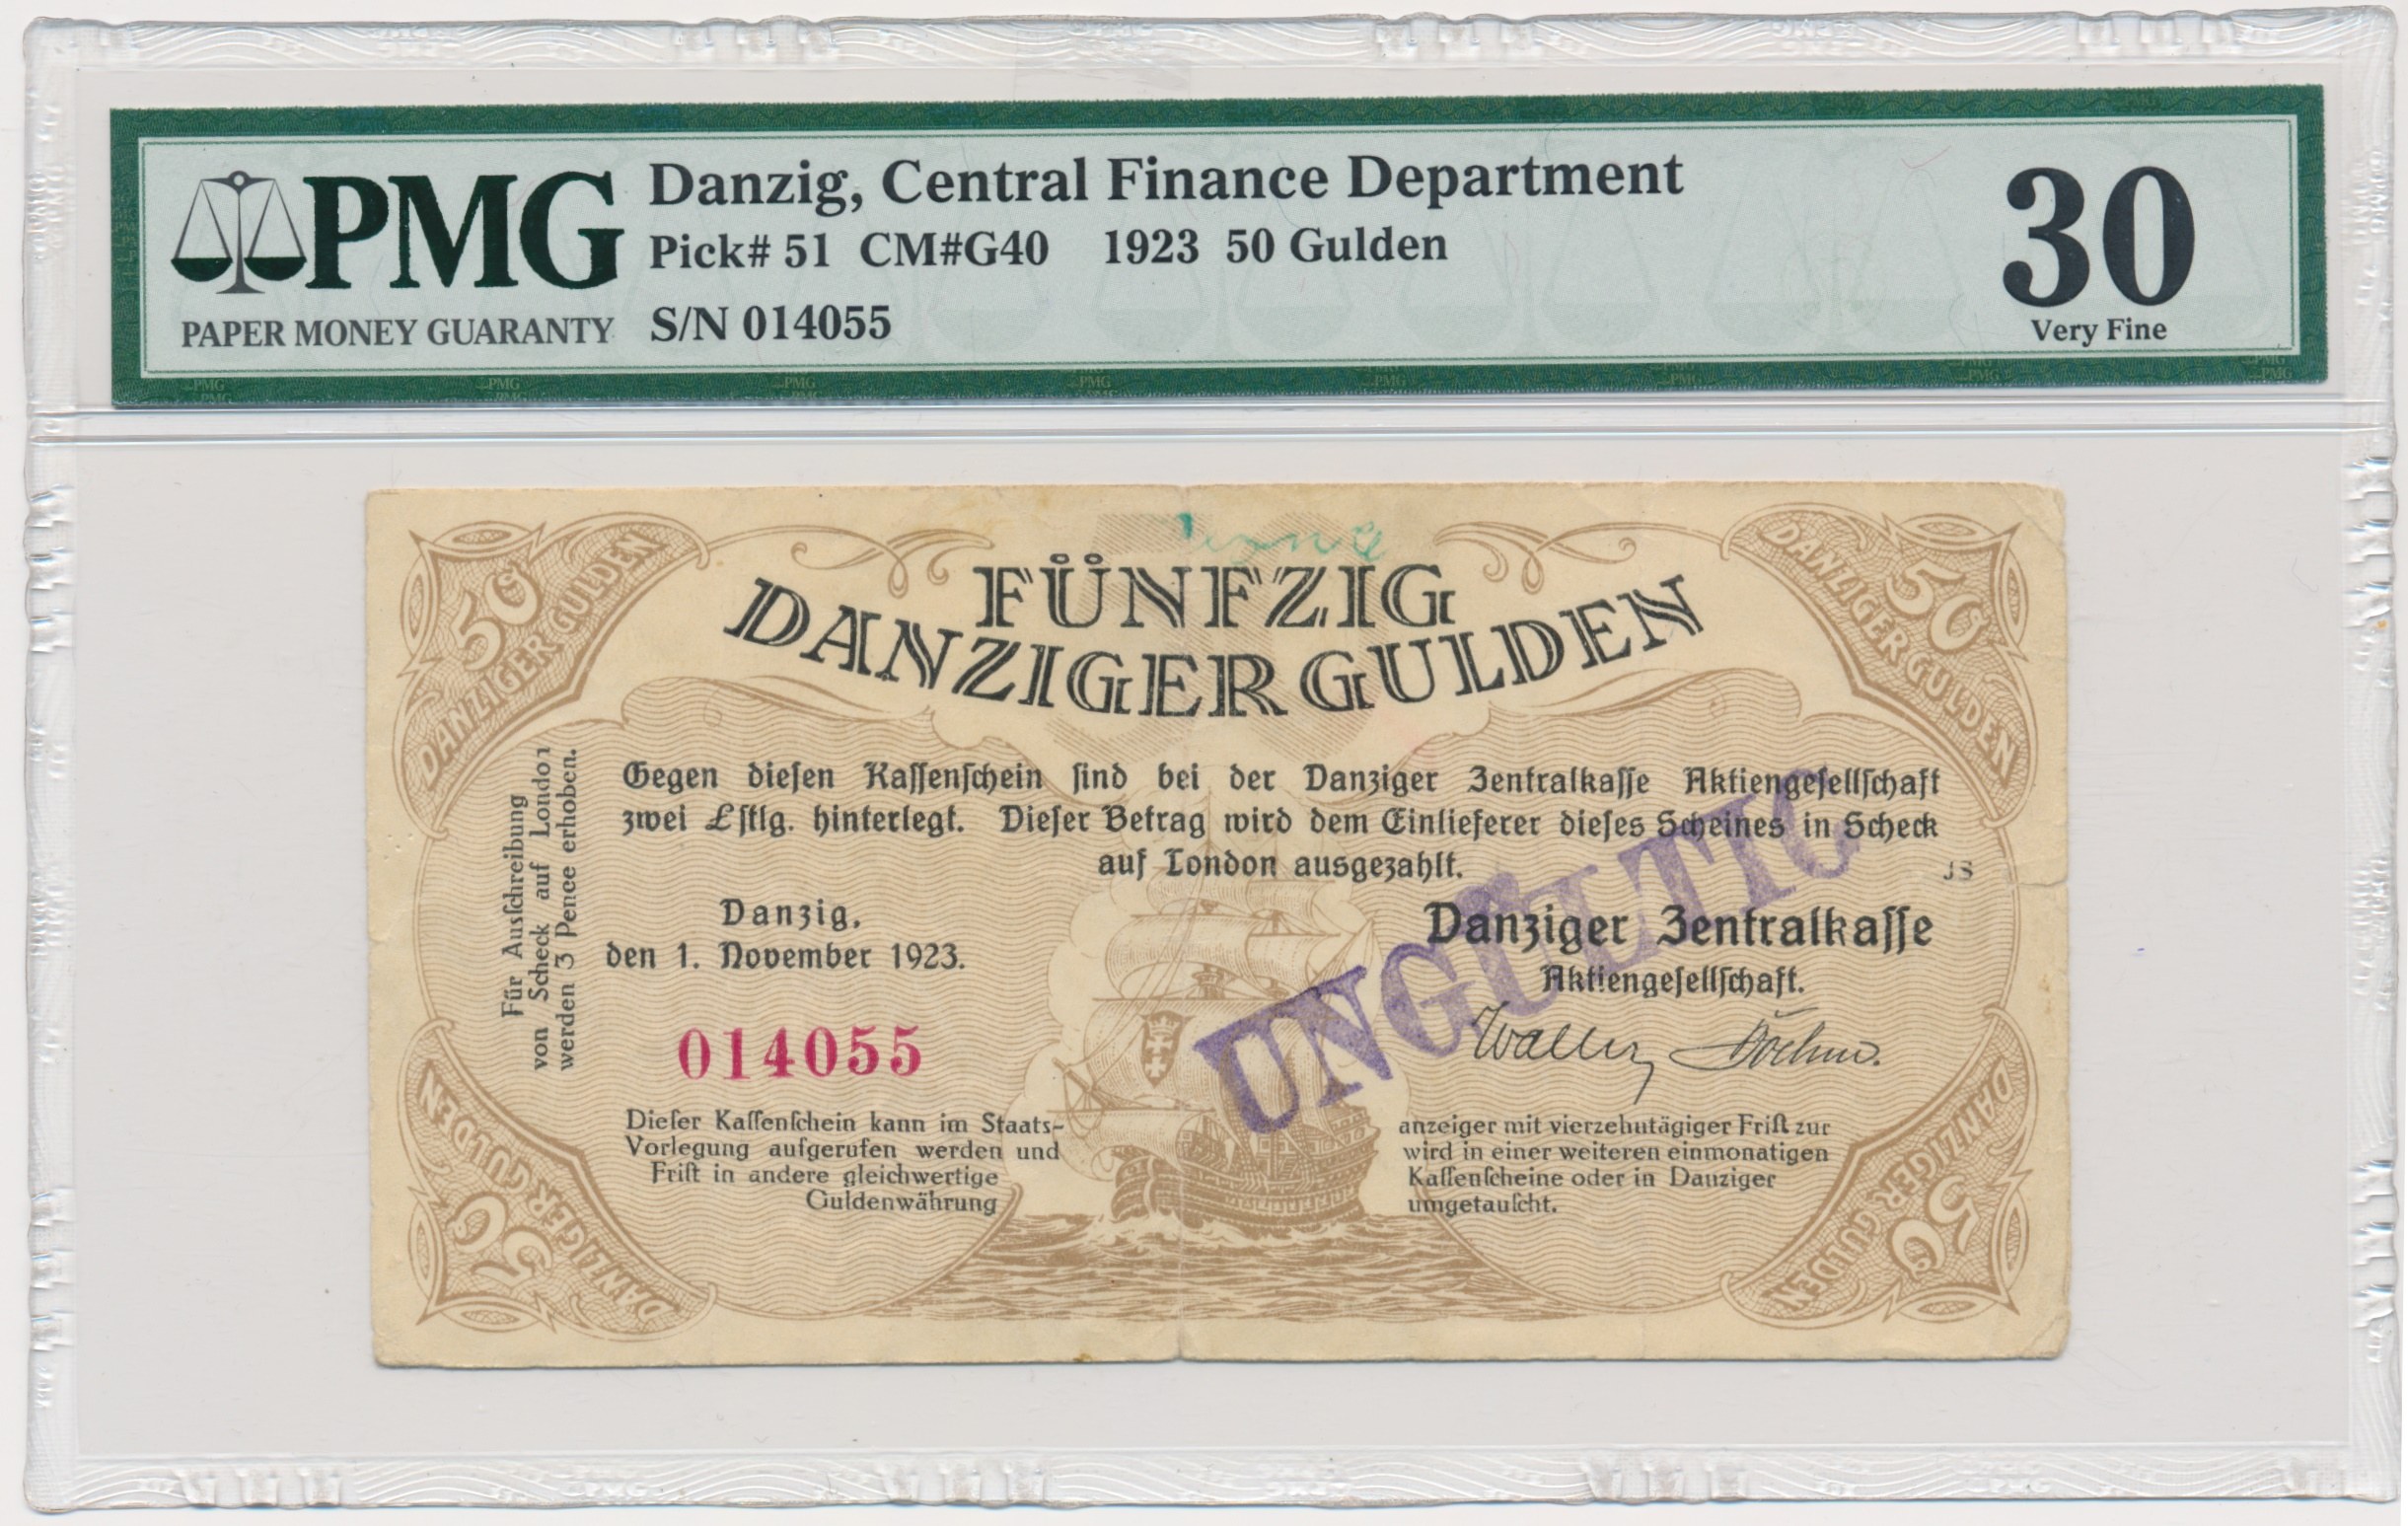 PMG
PAPER MONEY GUARANTY
Danzig, Central Finance Department
Pick# 51 CM#G40 1923 50 Gulden
S/N 014055
30
Very Fine
50
DANZIGER GULDEN
50
DANZIGER GULDEN
FÜNFZIG
DANZIGER GULDEN
Gegen diesen Kassenschein sind bei der Danziger Zentralkasse Aktiengesellschaft
zwei £ stlg. hinterlegt. Dieser Betrag wird dem Einlieferer dieses Scheines in Scheck
auf London ausgezahlt.
JS
Für Ausschreibung
von Scheck auf London
werden 3 Pence erhoben.
Danzig,
den 1. November 1923.
Danziger Zentralkasse
Aktiengesellschaft.
UNGÜLTIG
014055
Dieser Kassenschein kann im Staats-
Vorlegung aufgerufen werden und
Frist in andere gleichwertige
Guldenwährung
anzeiger mit vierzehntägiger Frist zur
wird in einer weiteren einmonatigen
Kassenscheine oder in Danziger
umgetauscht.
50
DANZIGER GULDEN
50
DANZIGER GULDEN